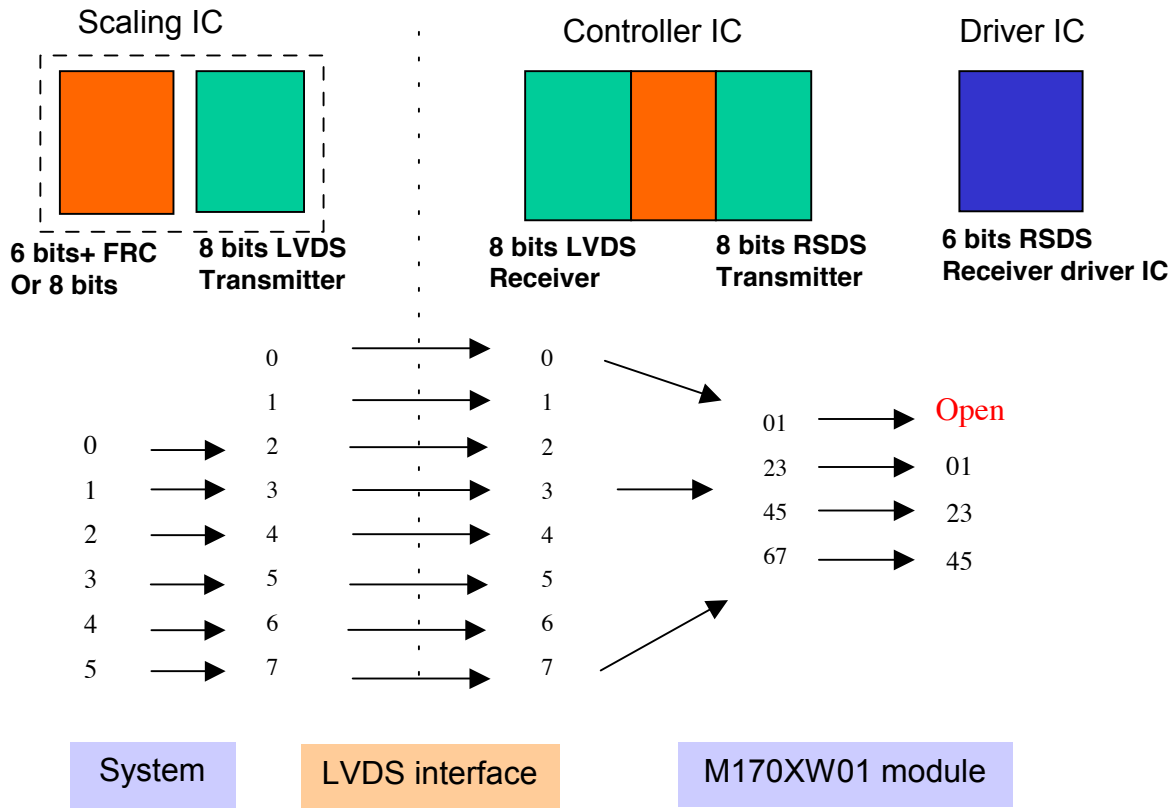 Scaling IC
Controller IC
Driver IC
6 bits+ FRC
Or 8 bits
8 bits LVDS
Transmitter
8 bits LVDS
Receiver
8 bits RSDS
Transmitter
6 bits RSDS
Receiver driver IC
0
1
2
3
4
5
0
1
2
3
4
5
6
7
0
1
2
3
4
5
6
7
01
23
45
67
Open
01
23
45
System
LVDS interface
M170XW01 module